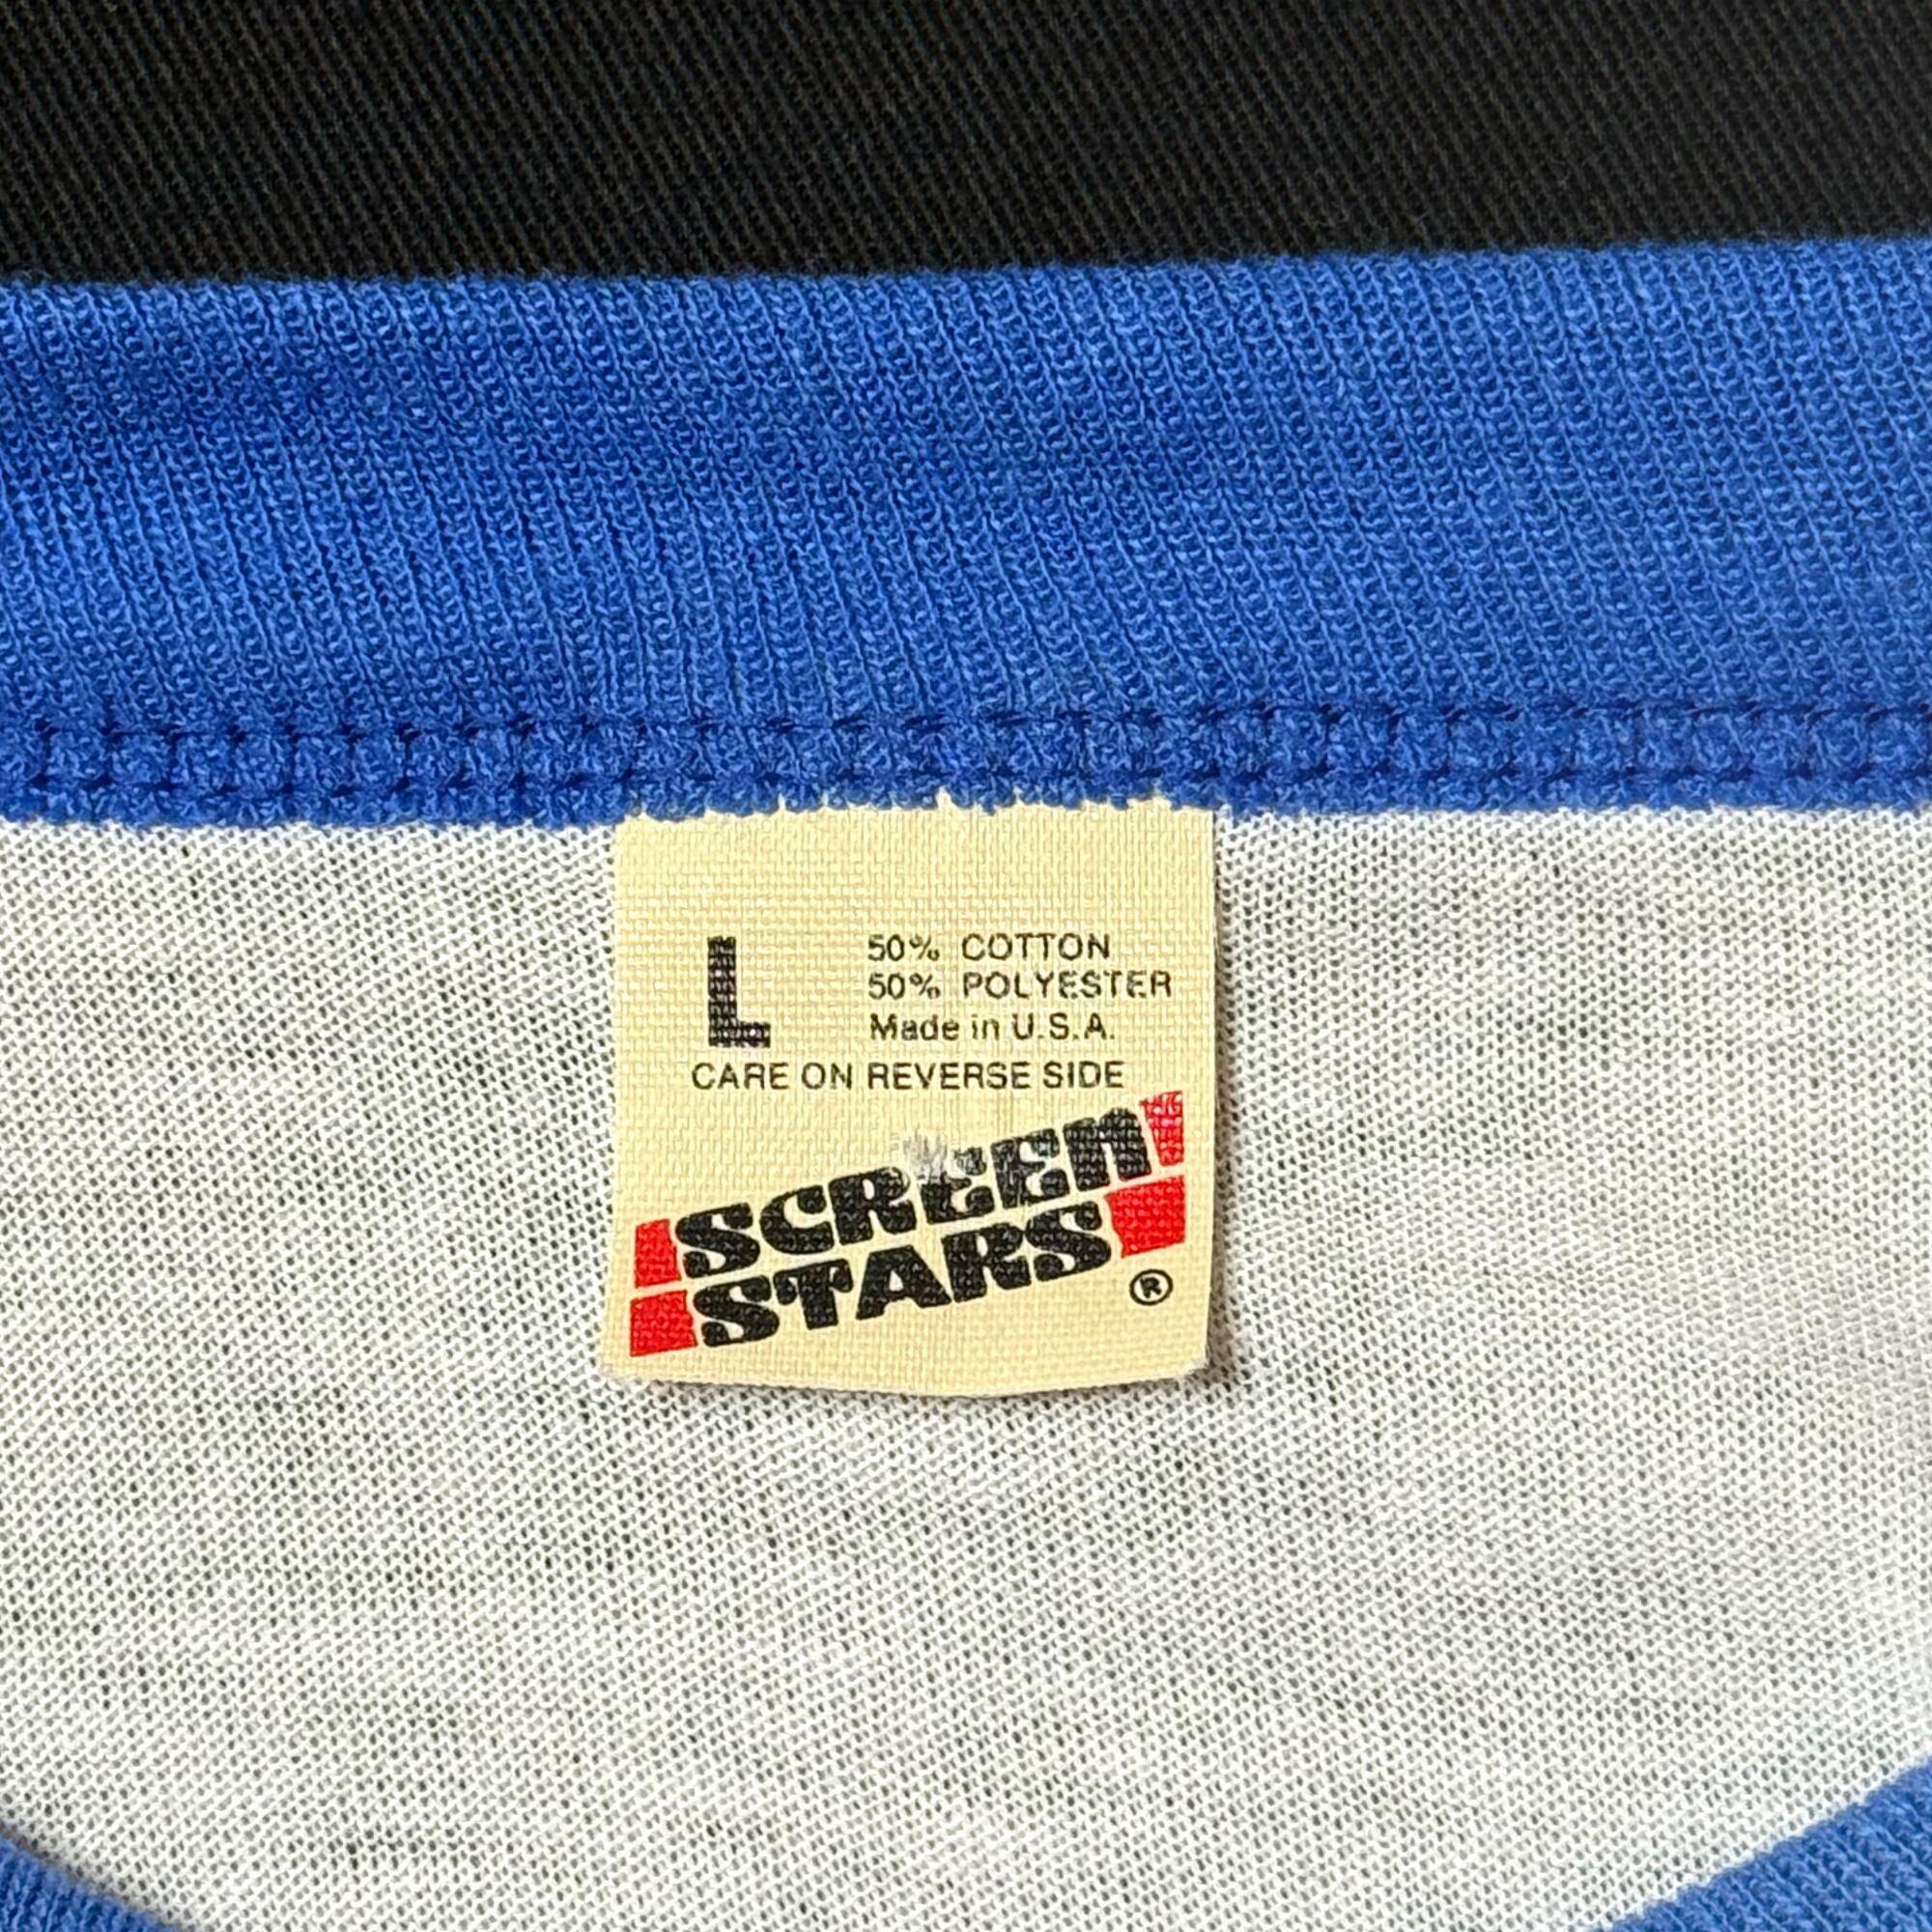 L
50% COTTON
50% POLYESTER
Made in U.S.A.
CARE ON REVERSE SIDE
SCREEN
STARS
®